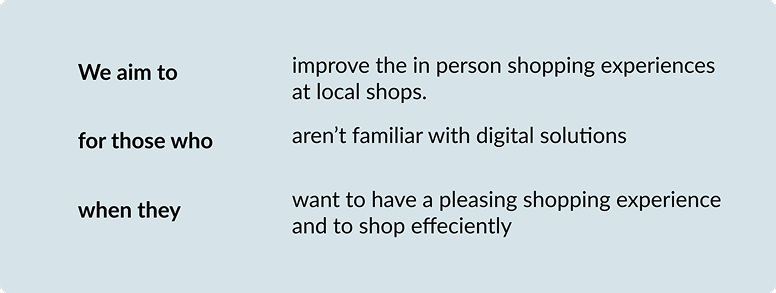 We aim to
improve the in person shopping experiences
at local shops.
for those who
aren't familiar with digital solutions
when they
want to have a pleasing shopping experience
and to shop effeciently